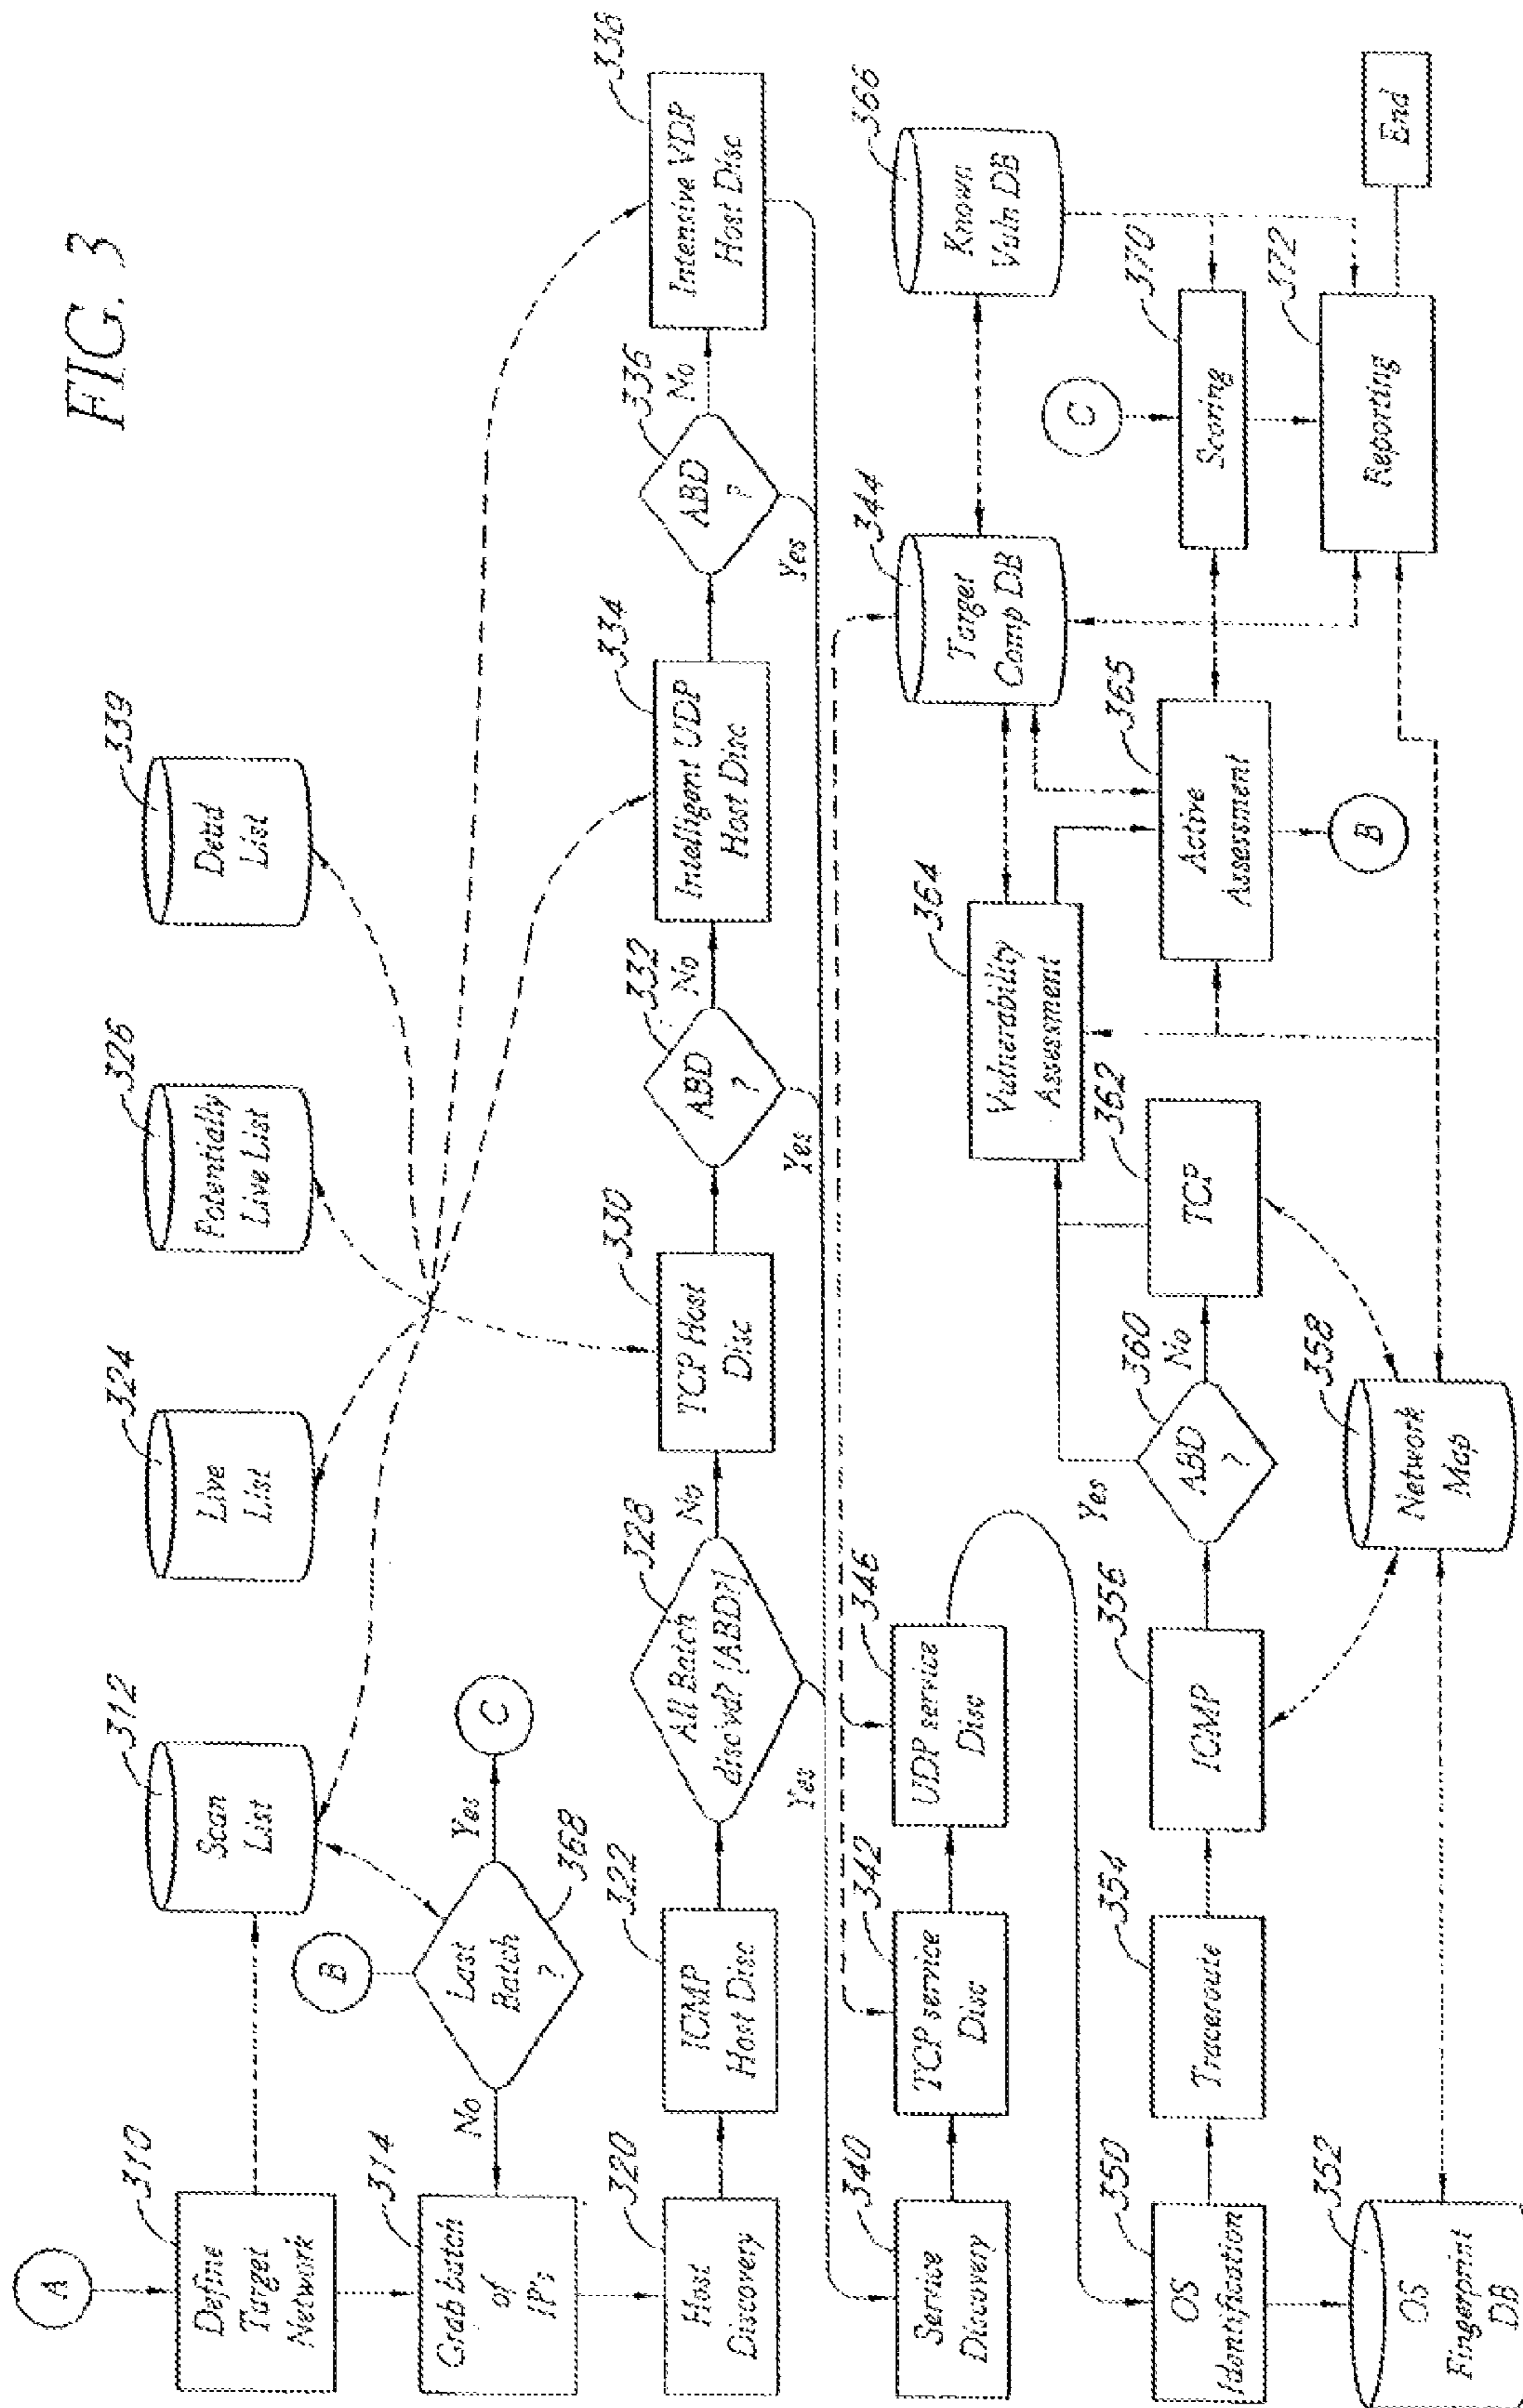 FIG. 3
A
310
Define
Target
Network
312
Scan
List
324
Live
List
326
Potentially
Live List
339
Dead
List
B
314
Grab batch
of
IP's
No
Last
Batch
?
368
Yes
C
320
Host
Discovery
322
ICMP
Host Disc
328
All Batch
disc'vd? [ABD?]
No
Yes
330
TCP Host
Disc
332
ABD
?
No
Yes
334
Intelligent UDP
Host Disc
336
ABD
?
No
Yes
338
Intensive VDP
Host Disc
340
Service
Discovery
342
TCP service
Disc
346
UDP service
Disc
344
Target
Comp DB
366
Known
Vuln DB
364
Vulnerability
Assessment
350
OS
Identification
354
Traceroute
356
ICMP
360
ABD
?
Yes
No
362
TCP
365
Active
Assessment
B
C
370
Scoring
352
OS
Fingerprint
DB
358
Network
Map
372
Reporting
End